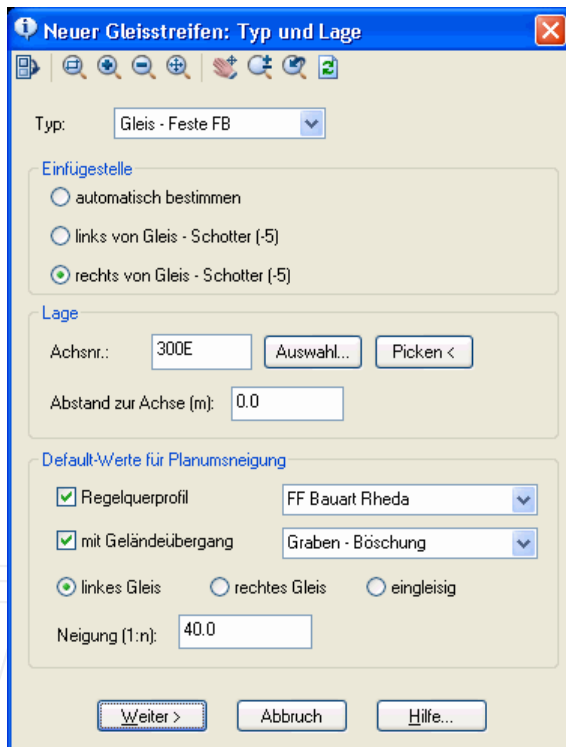 Neuer Gleisstreifen: Typ und Lage
Typ: Gleis - Feste FB
Einfügestelle
automatisch bestimmen
links von Gleis - Schotter (-5)
rechts von Gleis - Schotter (-5)
Lage
Achsnr.: 300E Auswahl... Picken <
Abstand zur Achse (m): 0.0
Default-Werte für Planumsneigung
Regelquerprofil FF Bauart Rheda
mit Geländeübergang Graben - Böschung
linkes Gleis rechtes Gleis eingleisig
Neigung (1:n): 40.0
Weiter > Abbruch Hilfe...